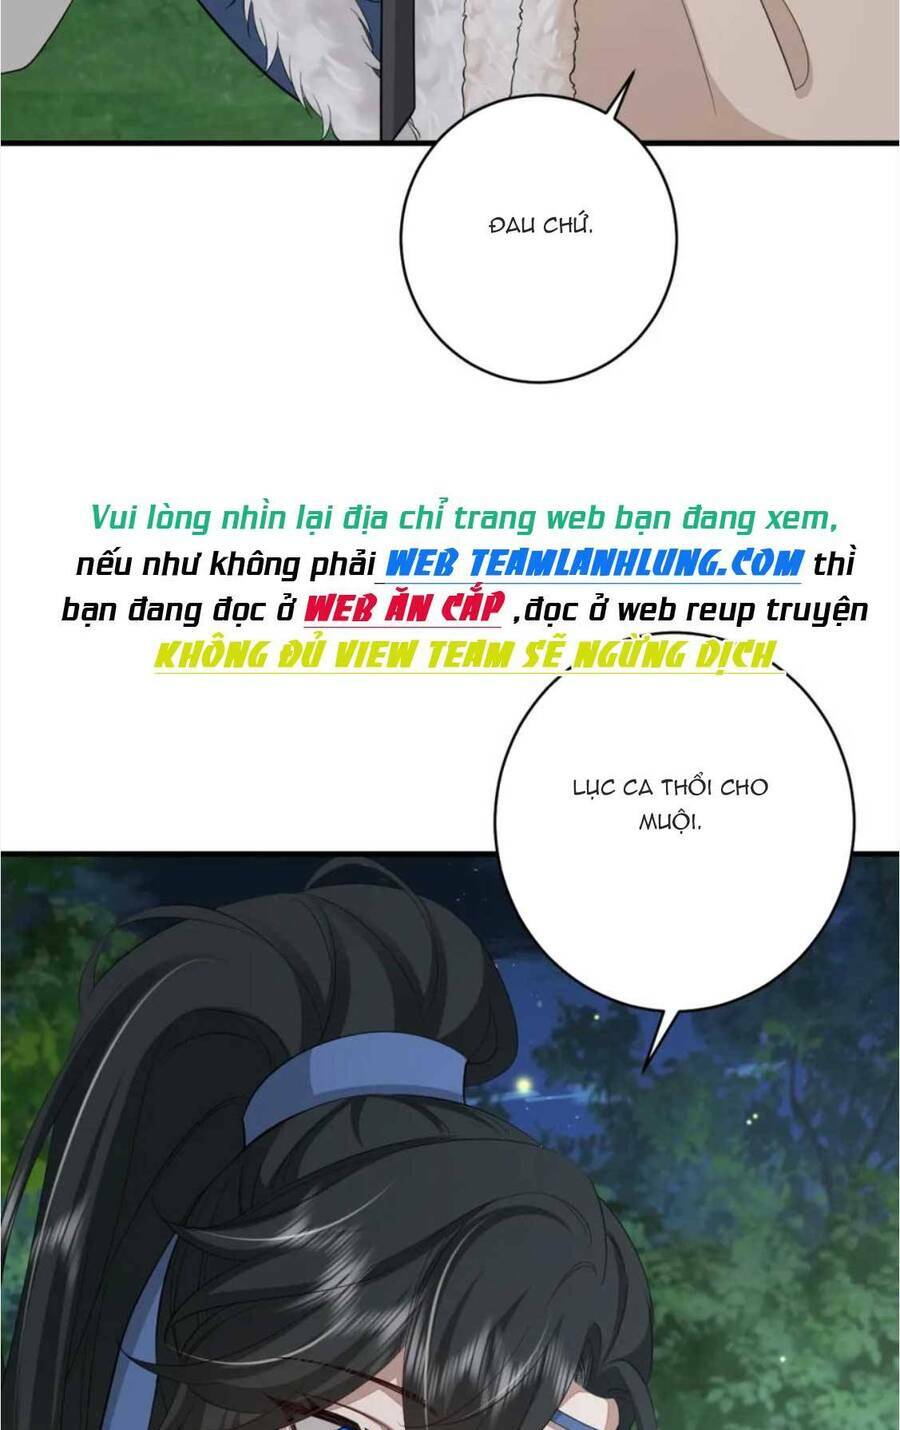 ĐAU CHỨ.
Vui lòng nhìn lại địa chỉ trang web bạn đang xem,
nếu như không phải WEB TEAMLANHLUNG.COM thì
bạn đang đọc ở WEB ĂN CẮP ,đọc ở web reup truyện
KHÔNG ĐỦ VIEW TEAM SẼ NGỪNG DỊCH
LỤC CA THỔI CHO
MUỘI.